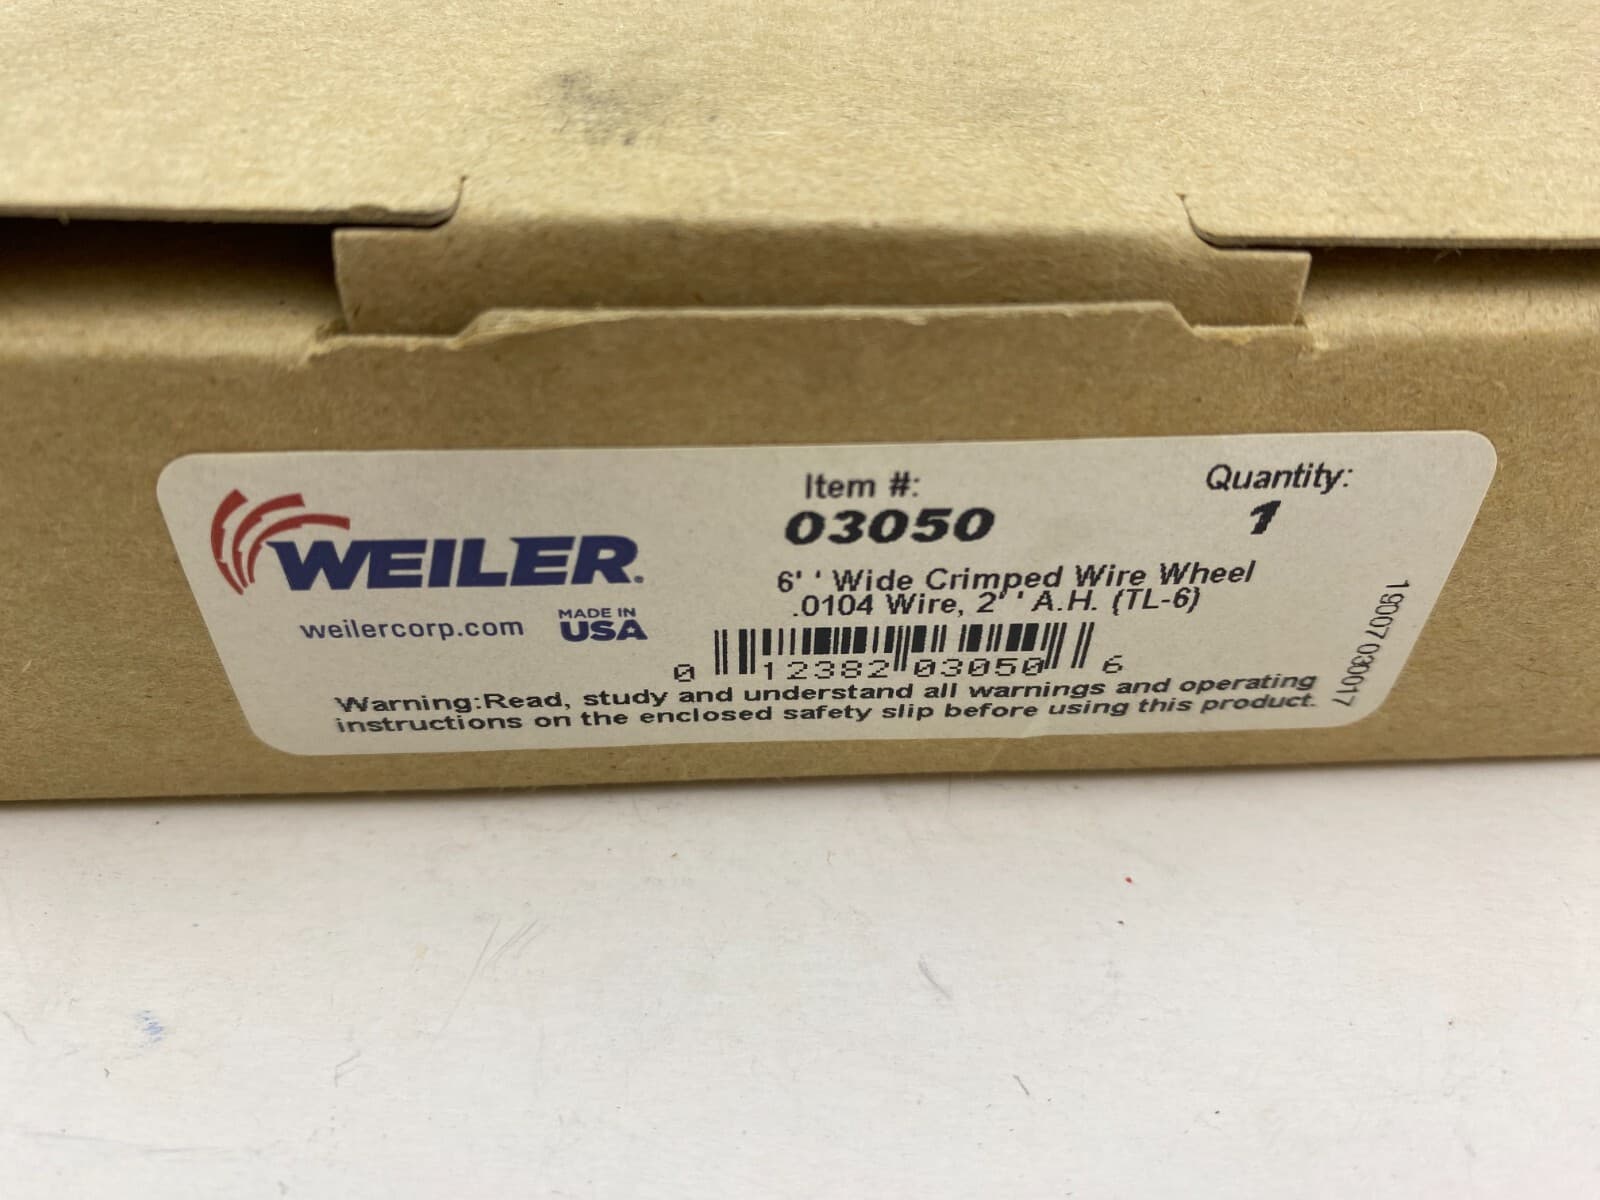 WEILER.
weilercorp.com
MADE IN
USA
Item #:
03050
Quantity:
1
6'' Wide Crimped Wire Wheel
.0104 Wire, 2'' A.H. (TL-6)
0 12382 03050 6
Warning:Read, study and understand all warnings and operating
instructions on the enclosed safety slip before using this product.
19007 030017